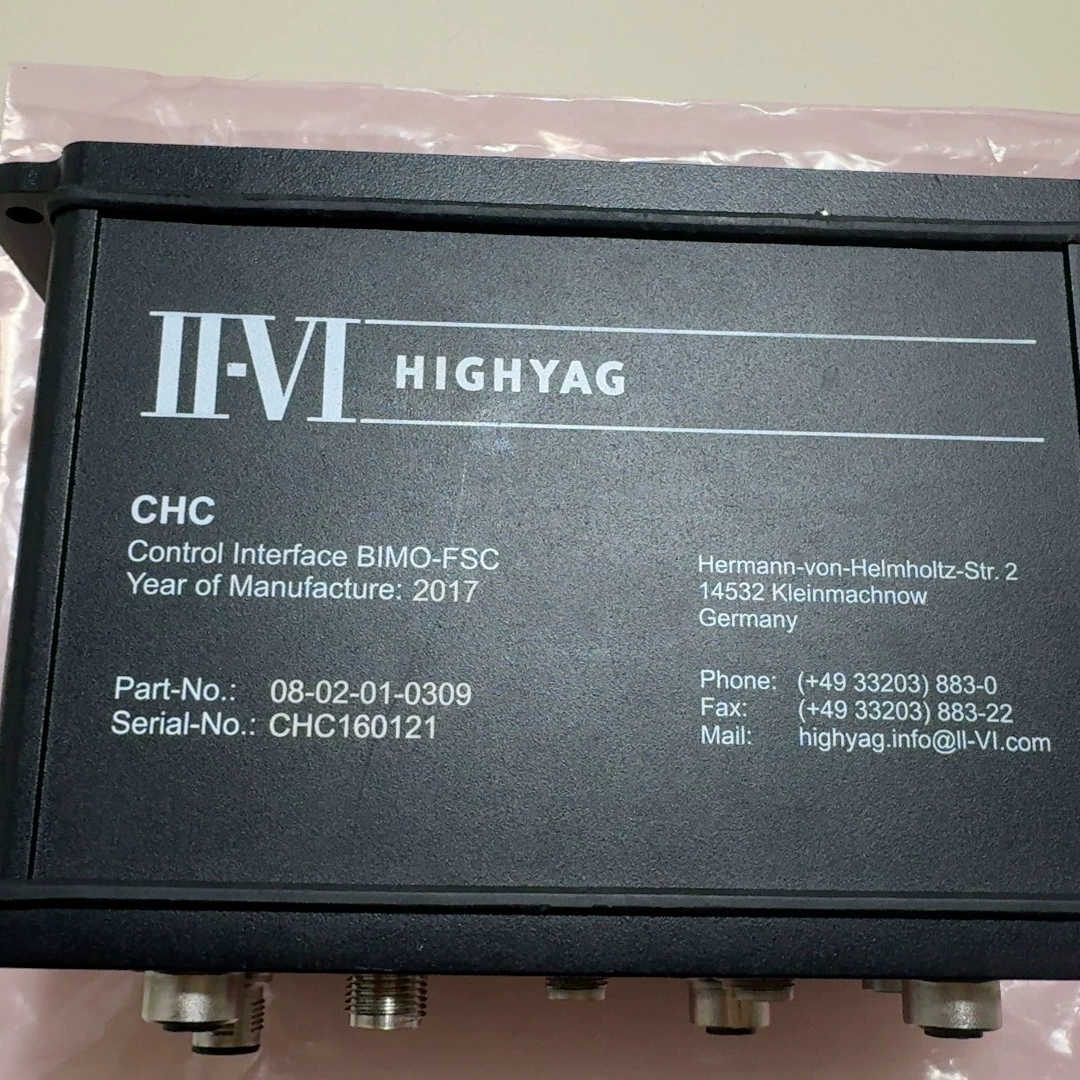 II-VI HIGHYAG
CHC
Control Interface BIMO-FSC
Year of Manufacture: 2017
Part-No.: 08-02-01-0309
Serial-No.: CHC160121
Hermann-von-Helmholtz-Str. 2
14532 Kleinmachnow
Germany
Phone: (+49 33203) 883-0
Fax: (+49 33203) 883-22
Mail: highyag.info@II-VI.com